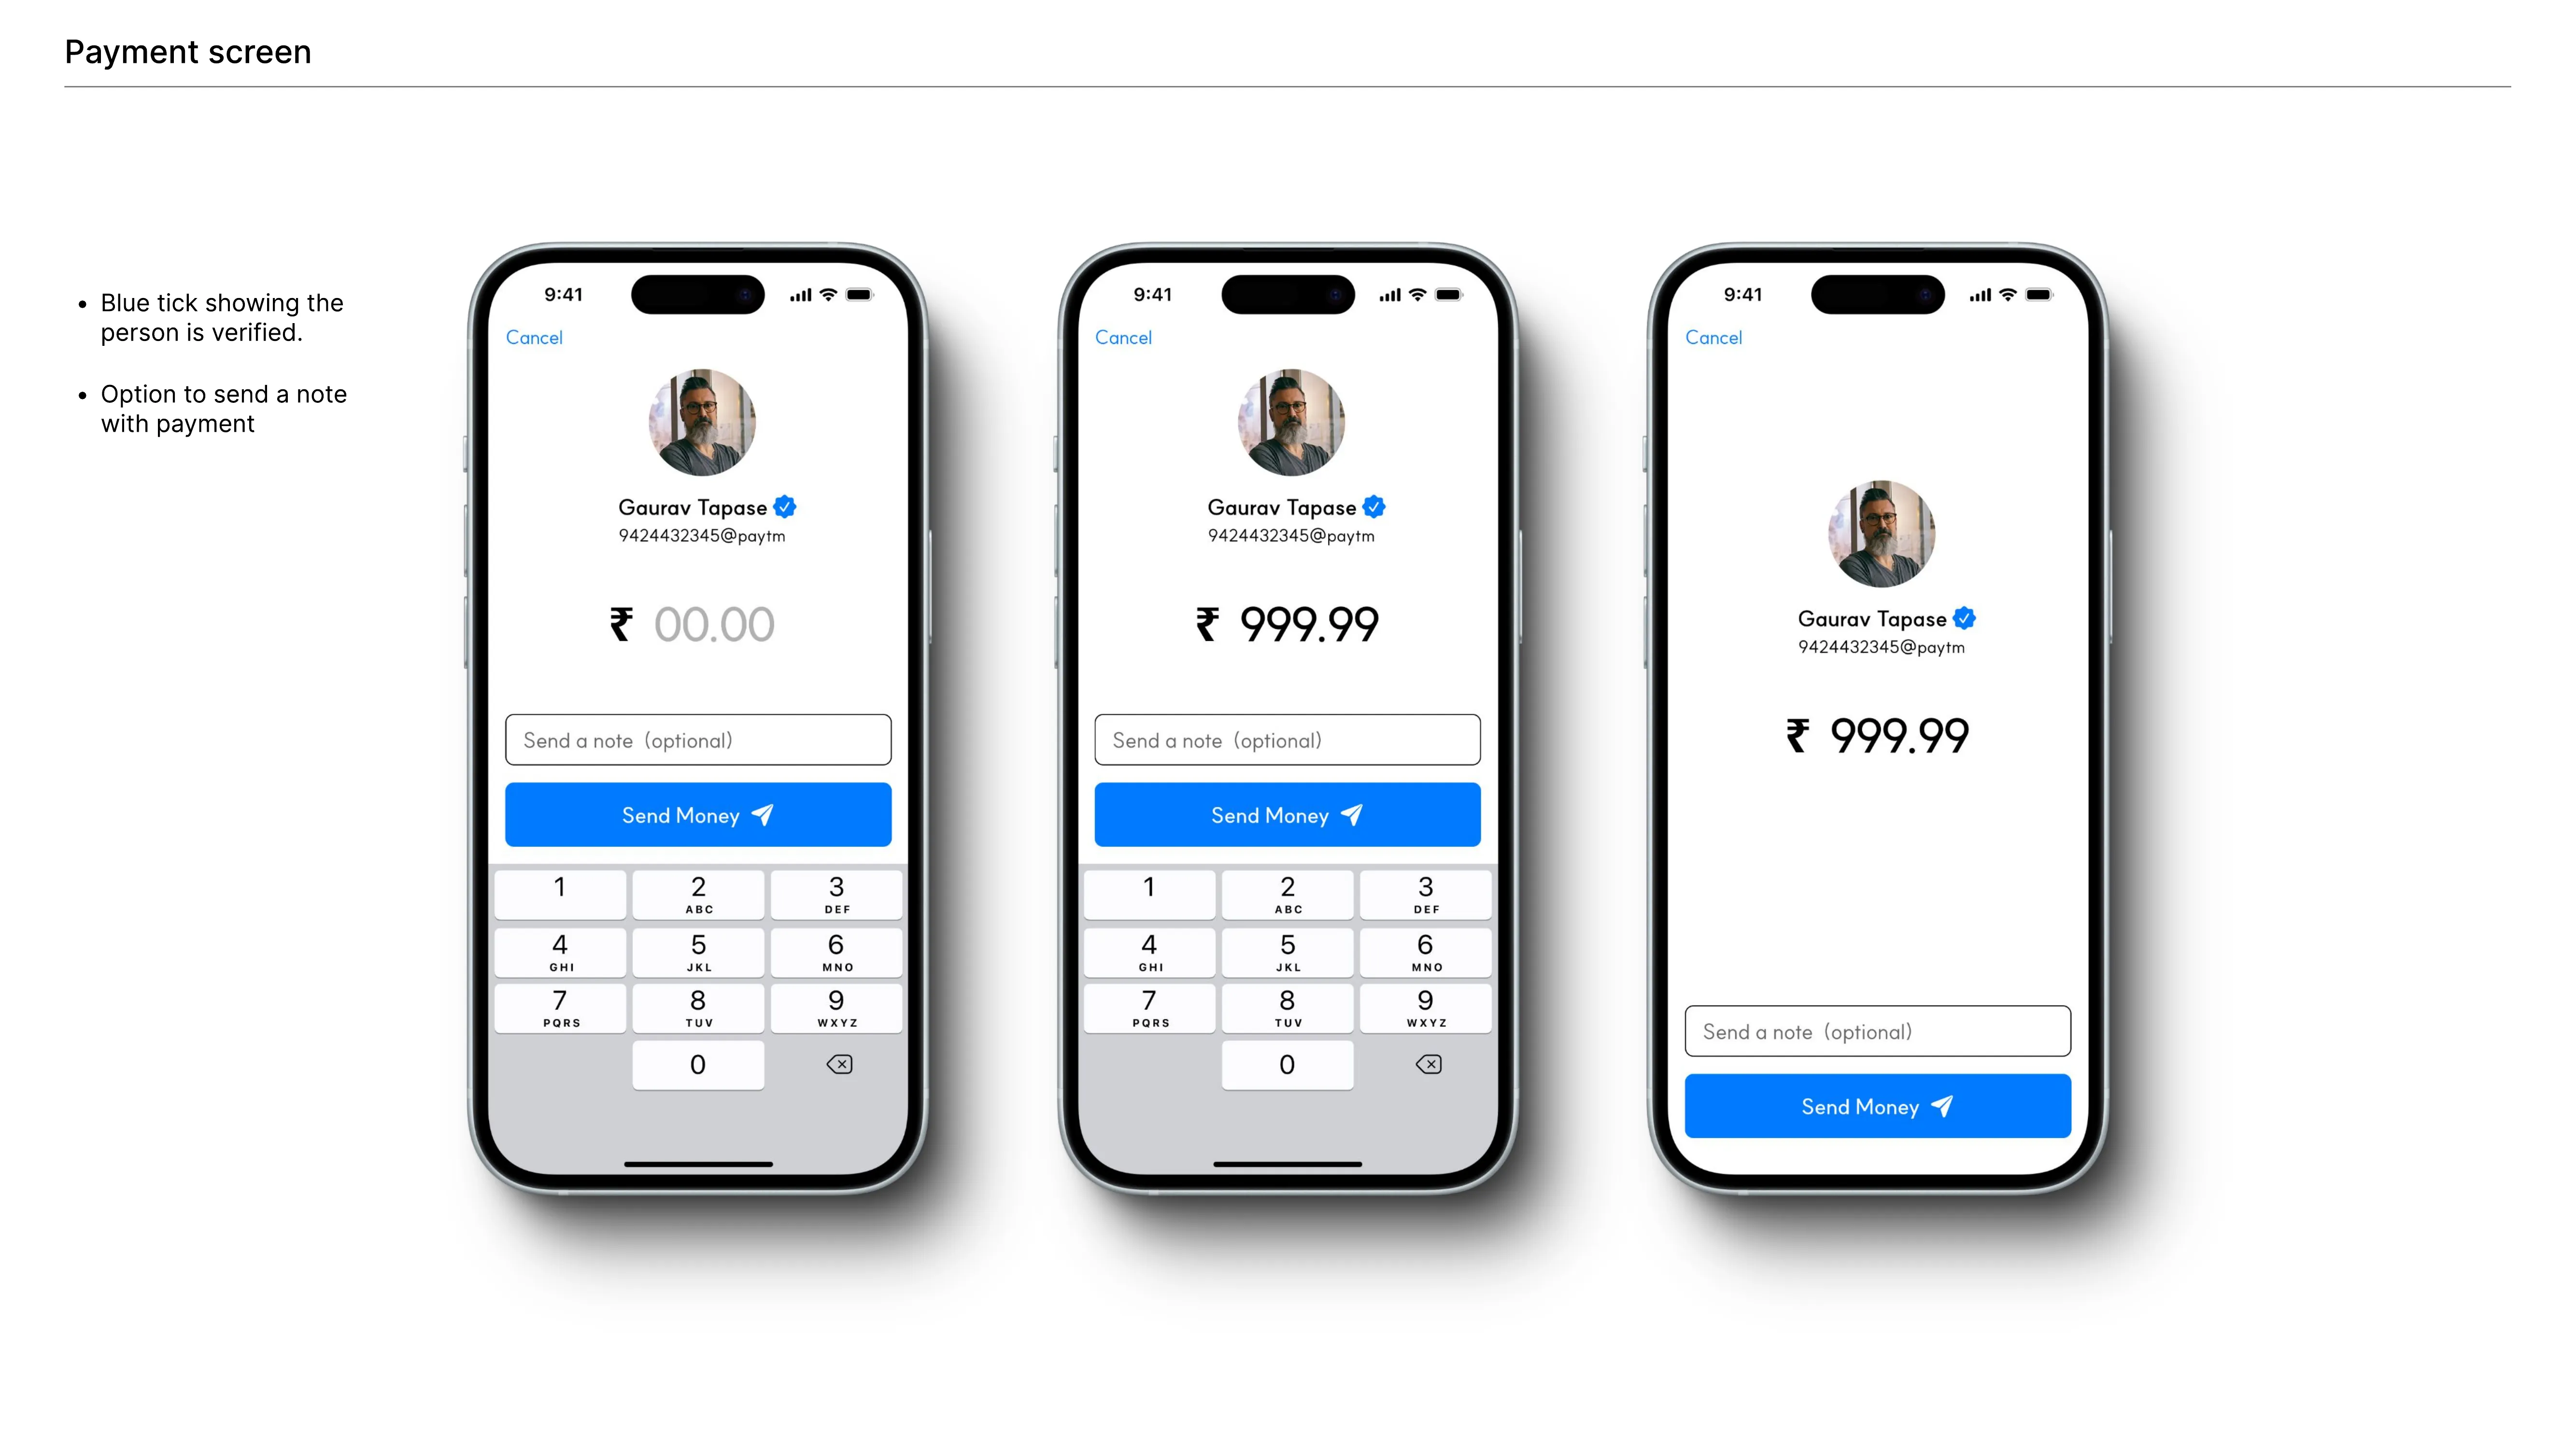 Payment screen
• Blue tick showing the
person is verified.
• Option to send a note
with payment
9:41
Cancel
Gaurav Tapase
9424432345@paytm
₹ 00.00
Send a note (optional)
Send Money
1
2
3
ABC
DEF
4
5
6
GHI
JKL
MNO
7
8
9
PQRS
TUV
WXYZ
0
9:41
Cancel
Gaurav Tapase
9424432345@paytm
₹ 999.99
Send a note (optional)
Send Money
1
2
3
ABC
DEF
4
5
6
GHI
JKL
MNO
7
8
9
PQRS
TUV
WXYZ
0
9:41
Cancel
Gaurav Tapase
9424432345@paytm
₹ 999.99
Send a note (optional)
Send Money